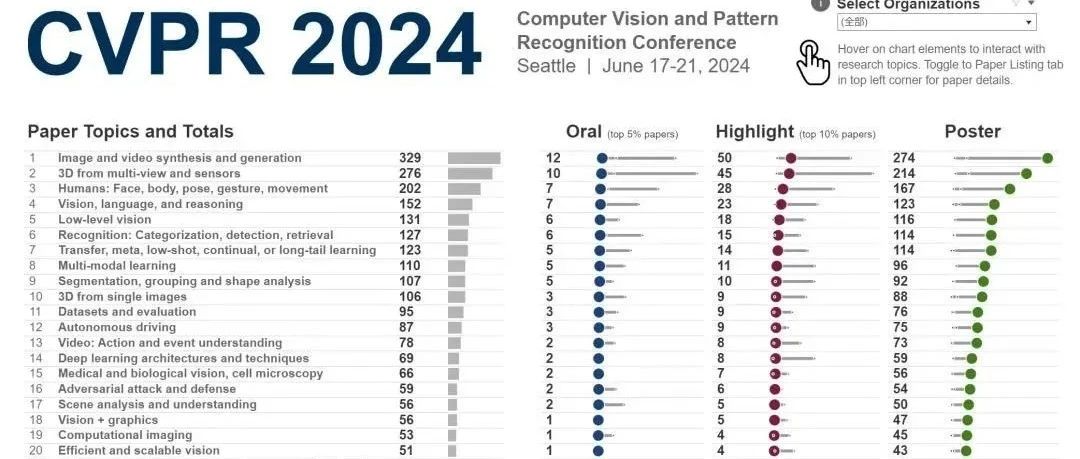 CVPR 2024
Computer Vision and Pattern
Recognition Conference
Seattle | June 17-21, 2024
Select Organizations
(全部)
Hover on chart elements to interact with
research topics. Toggle to Paper Listing tab
in top left corner for paper details.
Paper Topics and Totals Oral (top 5% papers) Highlight (top 10% papers) Poster
1 Image and video synthesis and generation 329 12 50 274
2 3D from multi-view and sensors 276 10 45 214
3 Humans: Face, body, pose, gesture, movement 202 7 28 167
4 Vision, language, and reasoning 152 7 23 123
5 Low-level vision 131 6 18 116
6 Recognition: Categorization, detection, retrieval 127 6 15 114
7 Transfer, meta, low-shot, continual, or long-tail learning 123 5 14 114
8 Multi-modal learning 110 5 11 96
9 Segmentation, grouping and shape analysis 107 5 10 92
10 3D from single images 106 3 9 88
11 Datasets and evaluation 95 3 9 76
12 Autonomous driving 87 3 9 75
13 Video: Action and event understanding 78 2 8 73
14 Deep learning architectures and techniques 69 2 8 59
15 Medical and biological vision, cell microscopy 66 2 7 56
16 Adversarial attack and defense 59 2 6 54
17 Scene analysis and understanding 56 2 5 50
18 Vision + graphics 56 1 5 47
19 Computational imaging 53 1 4 45
20 Efficient and scalable vision 51 1 4 43